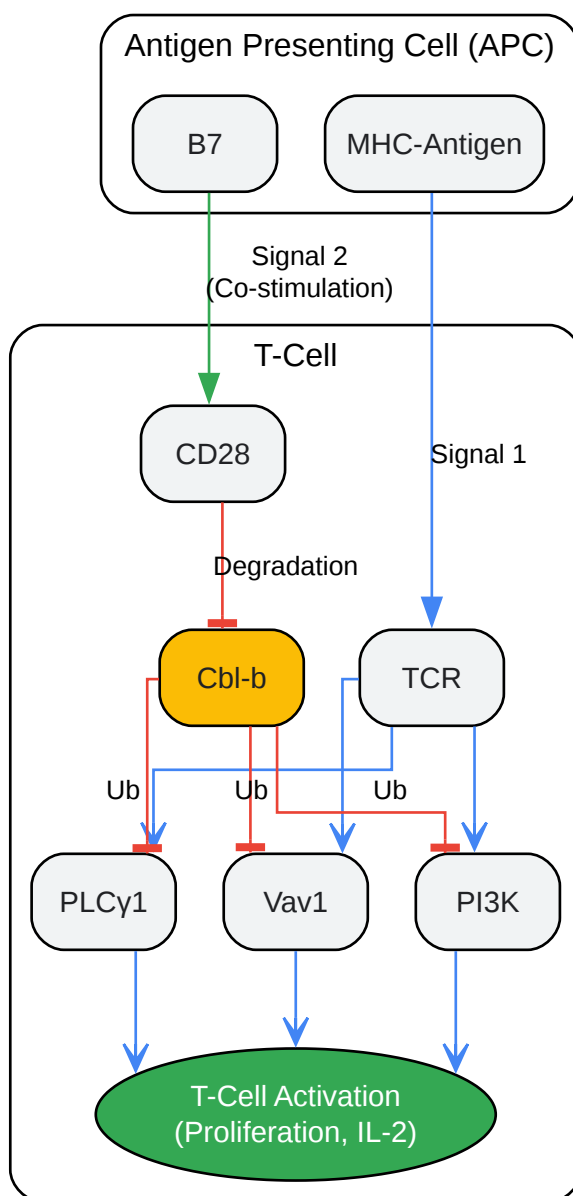 Antigen Presenting Cell (APC)
B7
MHC-Antigen
Signal 2
(Co-stimulation)
T-Cell
CD28
Signal 1
Degradation
Cbl-b
TCR
Ub
Ub
Ub
PLCγ1
Vav1
PI3K
T-Cell Activation
(Proliferation, IL-2)